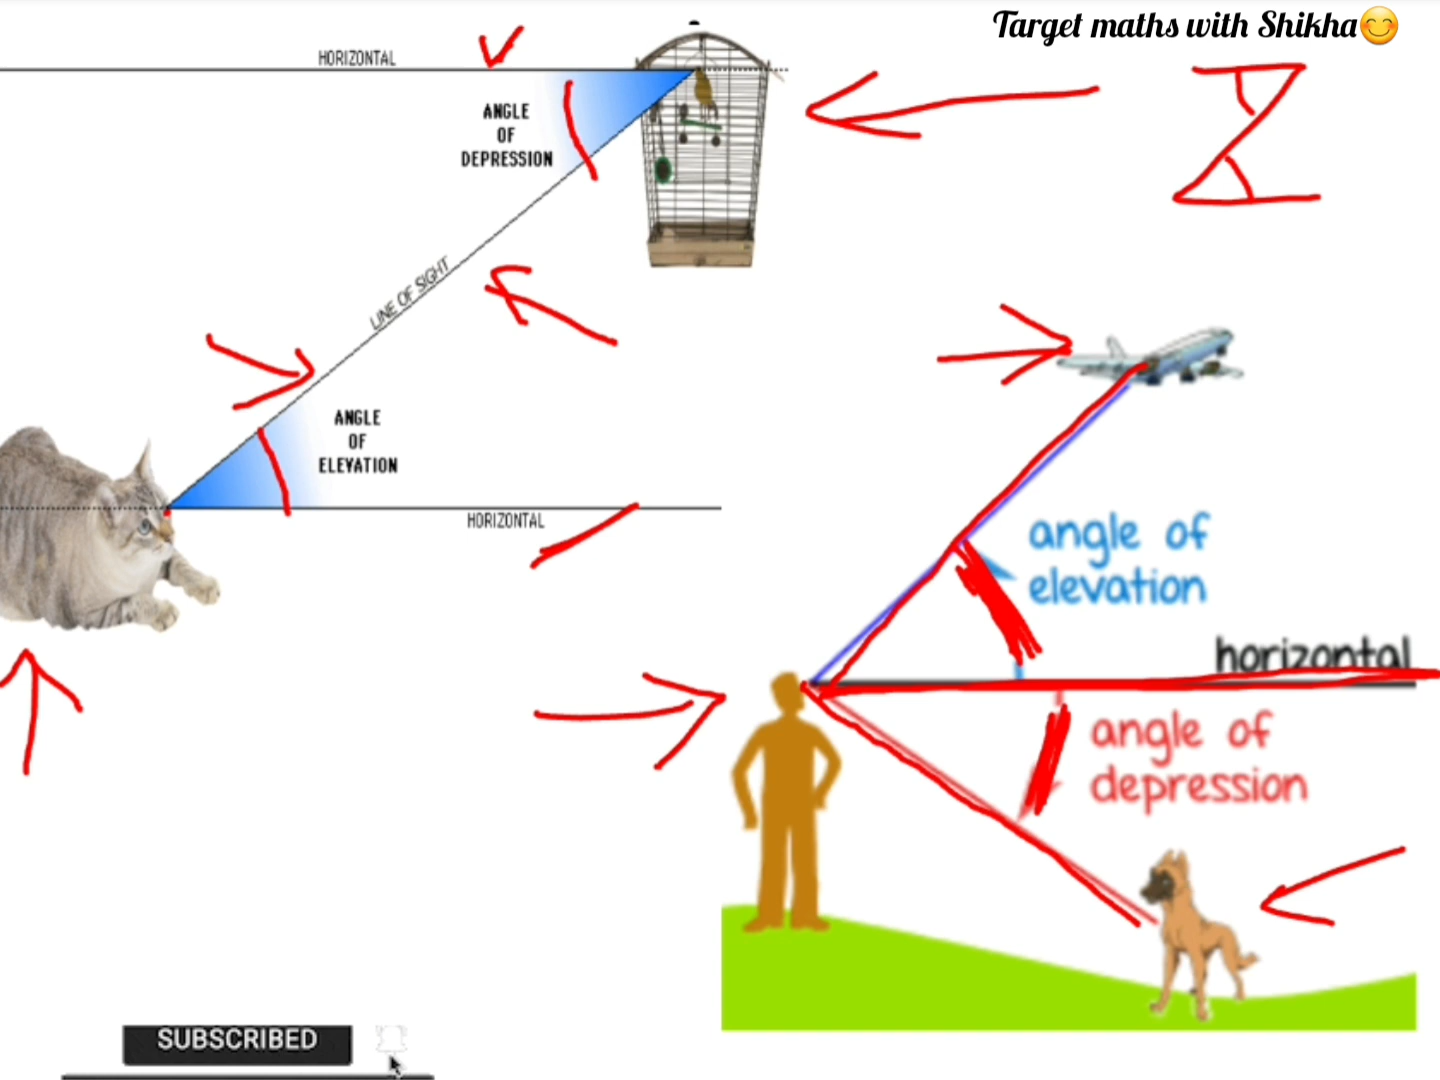 Target maths with Shikha😊
HORIZONTAL
ANGLE
OF
DEPRESSION
Z
LINE OF SIGHT
ANGLE
OF
ELEVATION
HORIZONTAL
angle of
elevation
horizontal
angle of
depression
SUBSCRIBED